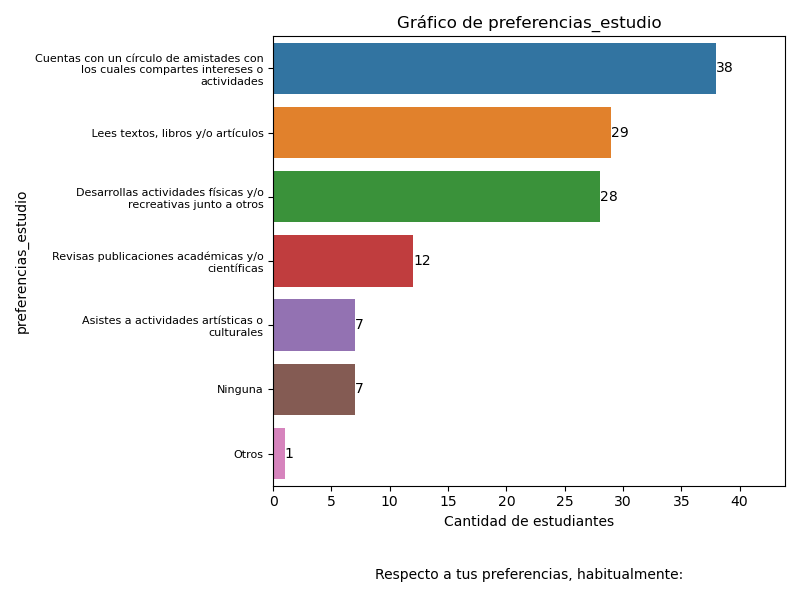 Gráfico de preferencias_estudio
preferencias_estudio
Cuentas con un círculo de amistades con
los cuales compartes intereses o
actividades
38
Lees textos, libros y/o artículos
29
Desarrollas actividades físicas y/o
recreativas junto a otros
28
Revisas publicaciones académicas y/o
científicas
12
Asistes a actividades artísticas o
culturales
7
Ninguna
7
Otros
1
0 5 10 15 20 25 30 35 40
Cantidad de estudiantes
Respecto a tus preferencias, habitualmente: